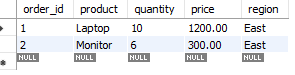 order_id product quantity price region
1 Laptop 10 1200.00 East
2 Monitor 6 300.00 East
NULL NULL NULL NULL NULL